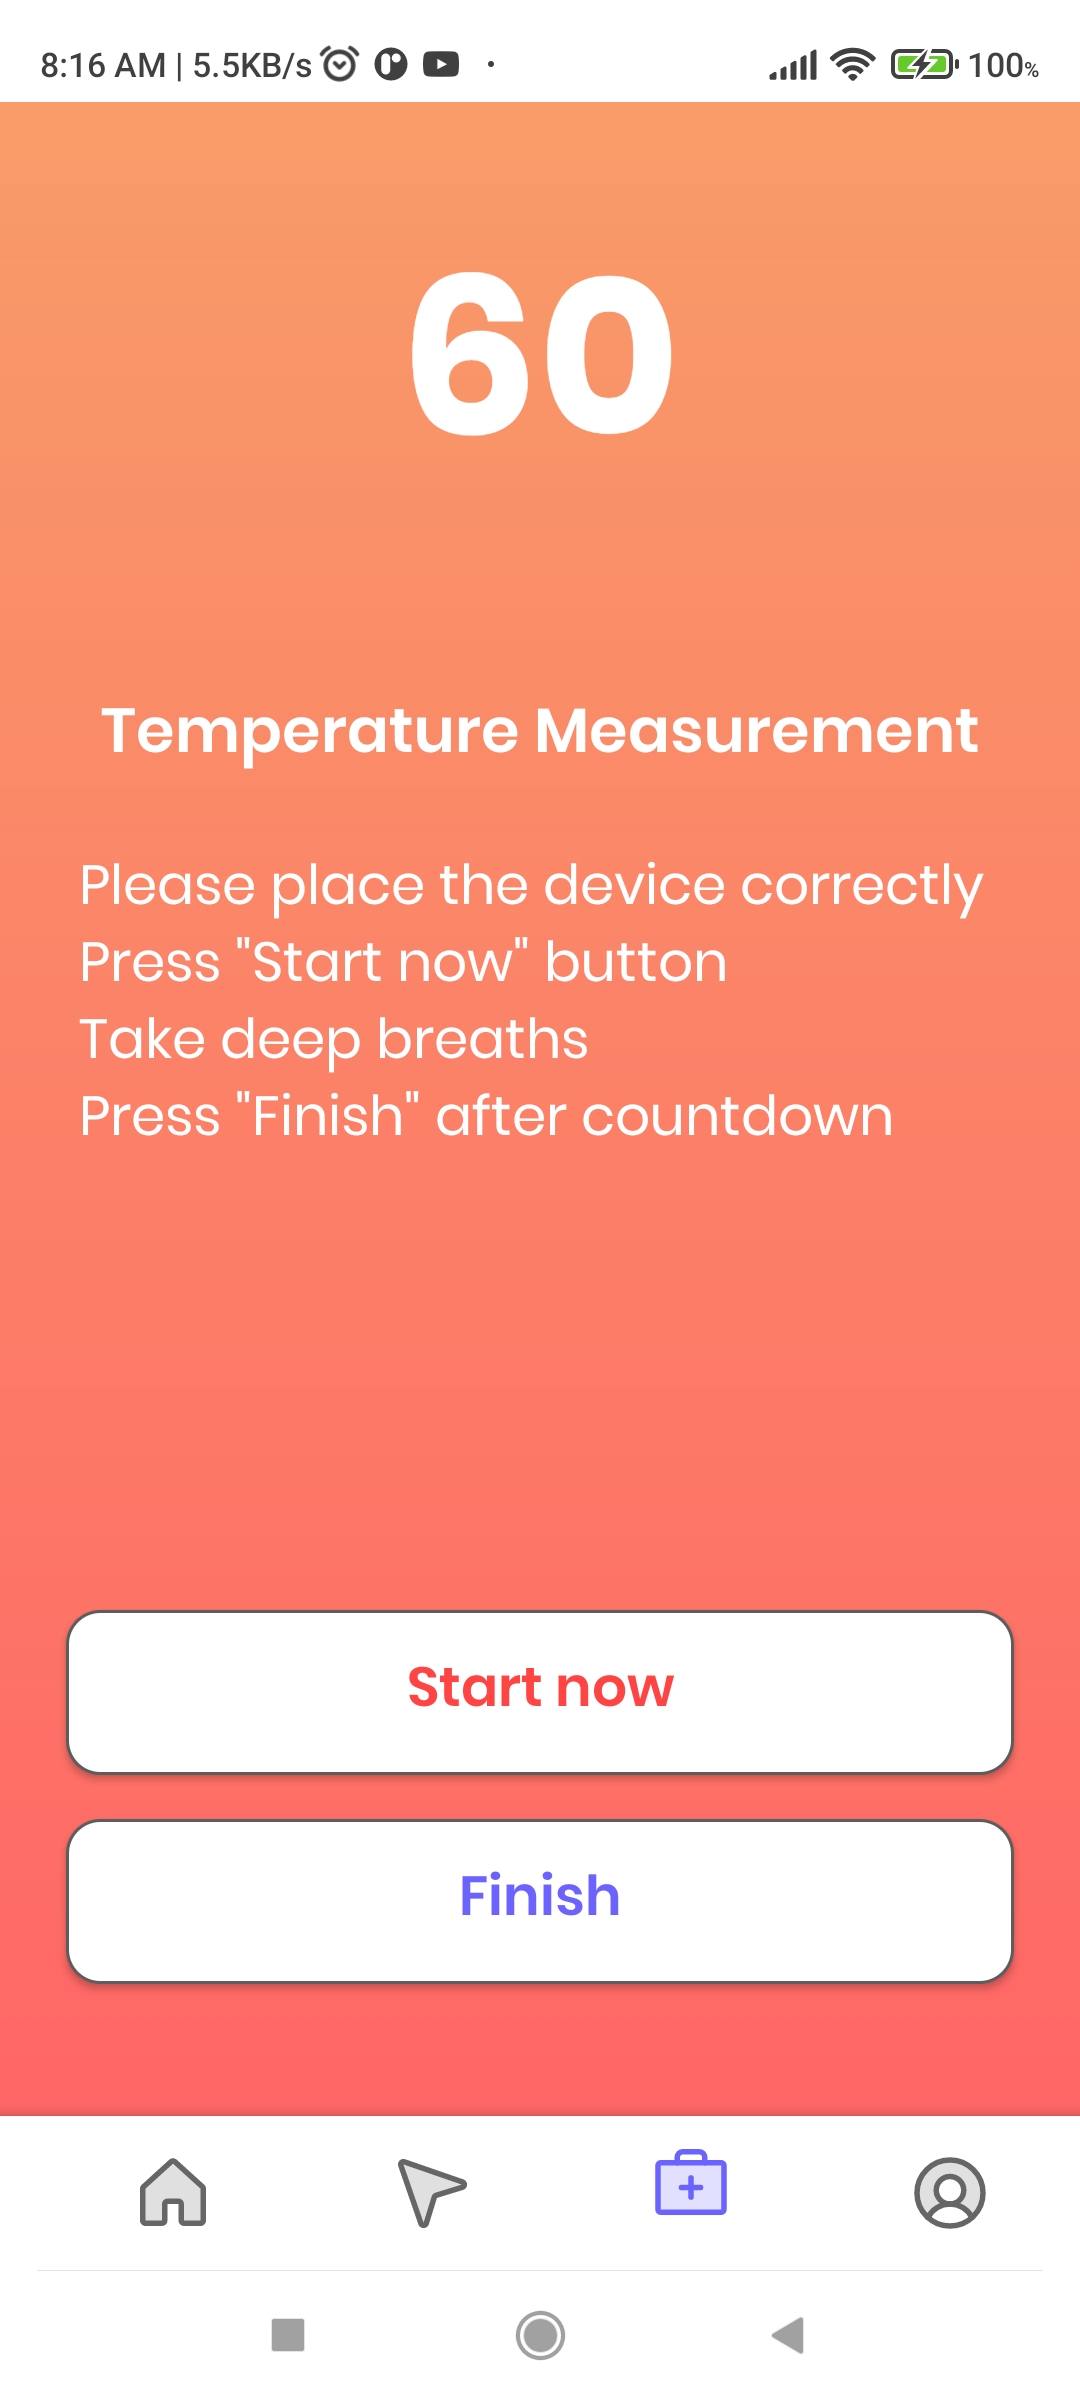 8:16 AM | 5.5KB/s 100%
60
Temperature Measurement
Please place the device correctly
Press "Start now" button
Take deep breaths
Press "Finish" after countdown
Start now
Finish